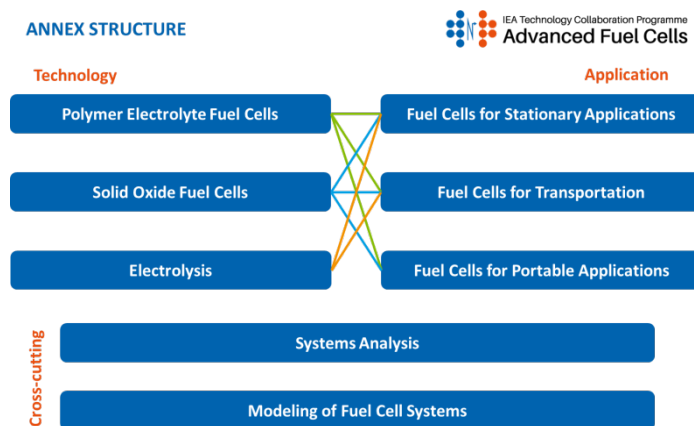 ANNEX STRUCTURE
IEA Technology Collaboration Programme
Advanced Fuel Cells
Technology
Application
Polymer Electrolyte Fuel Cells
Fuel Cells for Stationary Applications
Solid Oxide Fuel Cells
Fuel Cells for Transportation
Electrolysis
Fuel Cells for Portable Applications
Cross-cutting
Systems Analysis
Modeling of Fuel Cell Systems